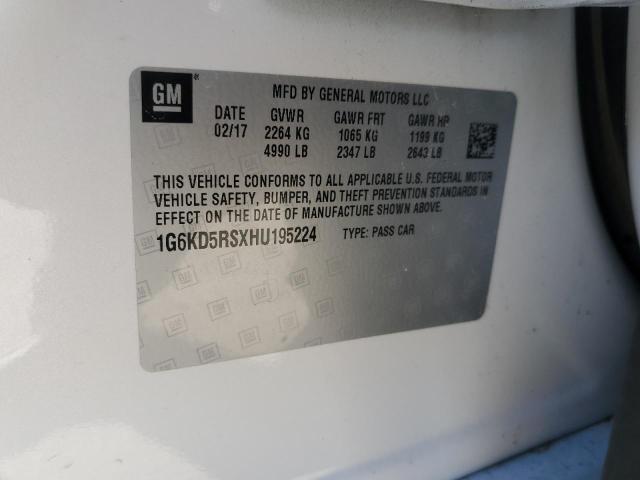 GM
MFD BY GENERAL MOTORS LLC
DATE GVWR GAWR FRT GAWR HP
02/17 2264 KG 1065 KG 1199 KG
4990 LB 2347 LB 2643 LB
THIS VEHICLE CONFORMS TO ALL APPLICABLE U.S. FEDERAL MOTOR
VEHICLE SAFETY, BUMPER, AND THEFT PREVENTION STANDARDS IN
EFFECT ON THE DATE OF MANUFACTURE SHOWN ABOVE.
1G6KD5RSXHU195224 TYPE: PASS CAR